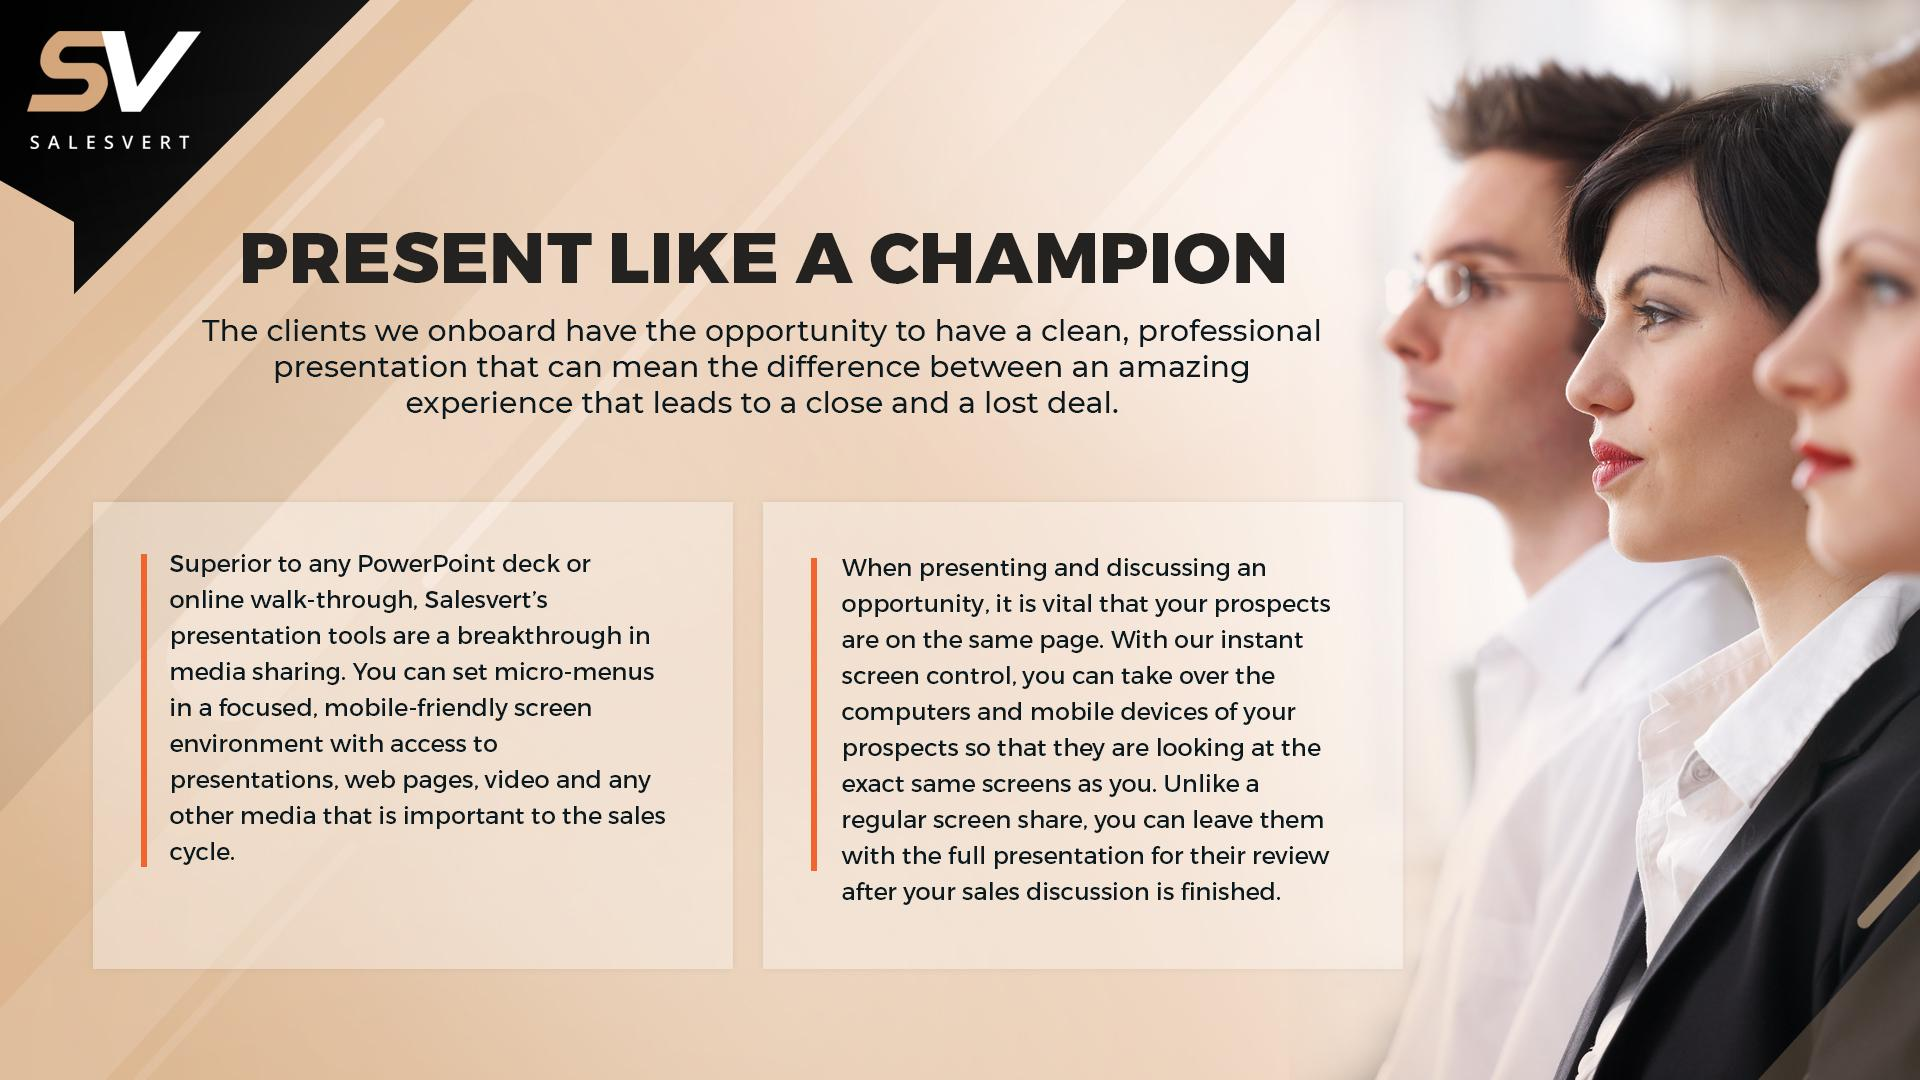 SV
SALESVERT
PRESENT LIKE A CHAMPION
The clients we onboard have the opportunity to have a clean, professional
presentation that can mean the difference between an amazing
experience that leads to a close and a lost deal.
Superior to any PowerPoint deck or
online walk-through, Salesvert’s
presentation tools are a breakthrough in
media sharing. You can set micro-menus
in a focused, mobile-friendly screen
environment with access to
presentations, web pages, video and any
other media that is important to the sales
cycle.
When presenting and discussing an
opportunity, it is vital that your prospects
are on the same page. With our instant
screen control, you can take over the
computers and mobile devices of your
prospects so that they are looking at the
exact same screens as you. Unlike a
regular screen share, you can leave them
with the full presentation for their review
after your sales discussion is finished.